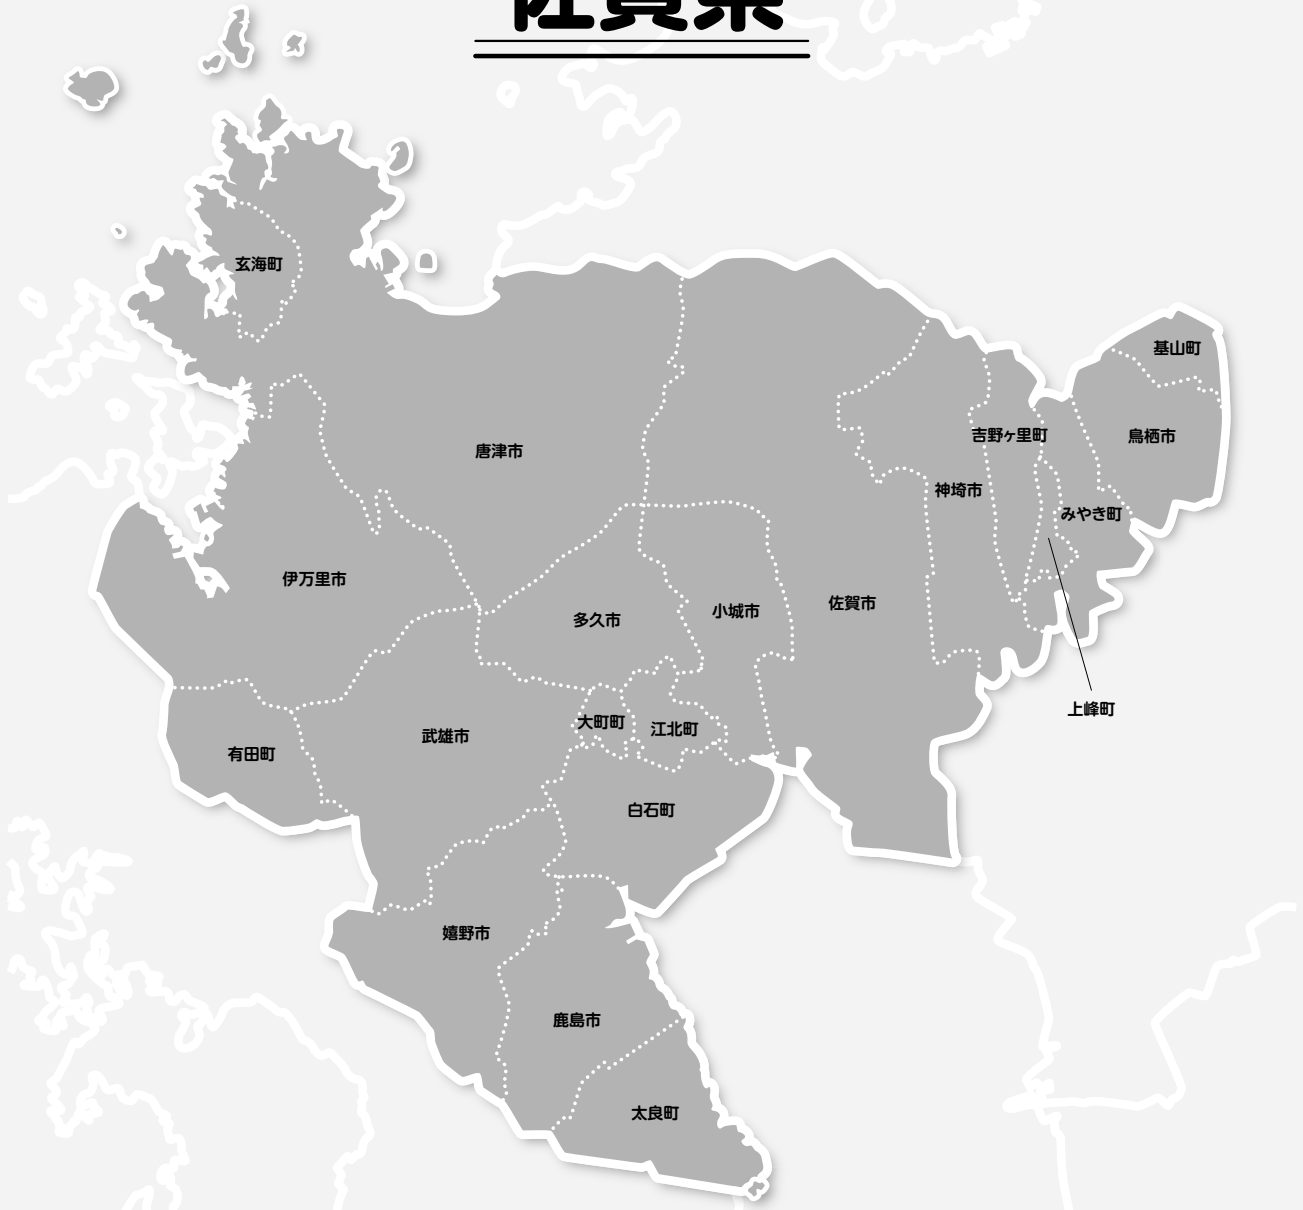 佐賀県
玄海町
基山町
鳥栖市
吉野ヶ里町
唐津市
神埼市
みやき町
伊万里市
多久市
小城市
佐賀市
上峰町
大町町
江北町
武雄市
有田町
白石町
嬉野市
鹿島市
太良町